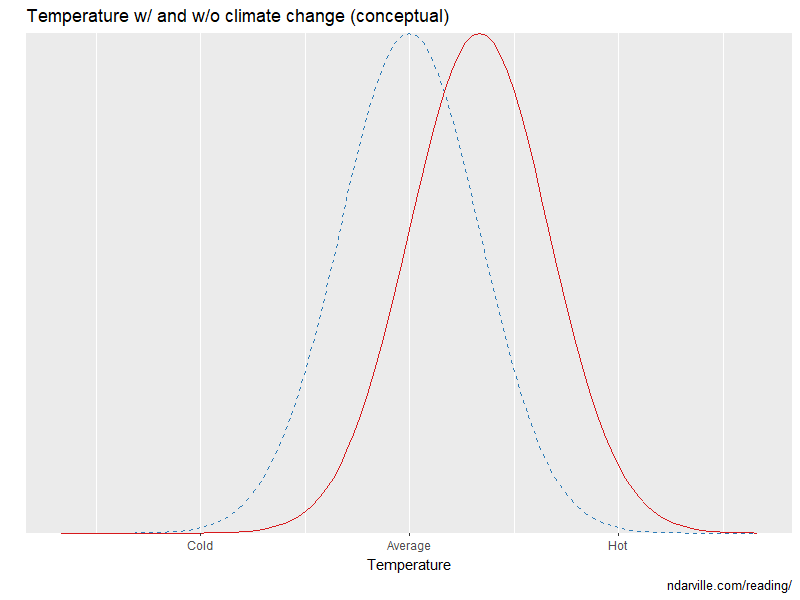 Temperature w/ and w/o climate change (conceptual)
Cold Average Hot
Temperature
ndarville.com/reading/